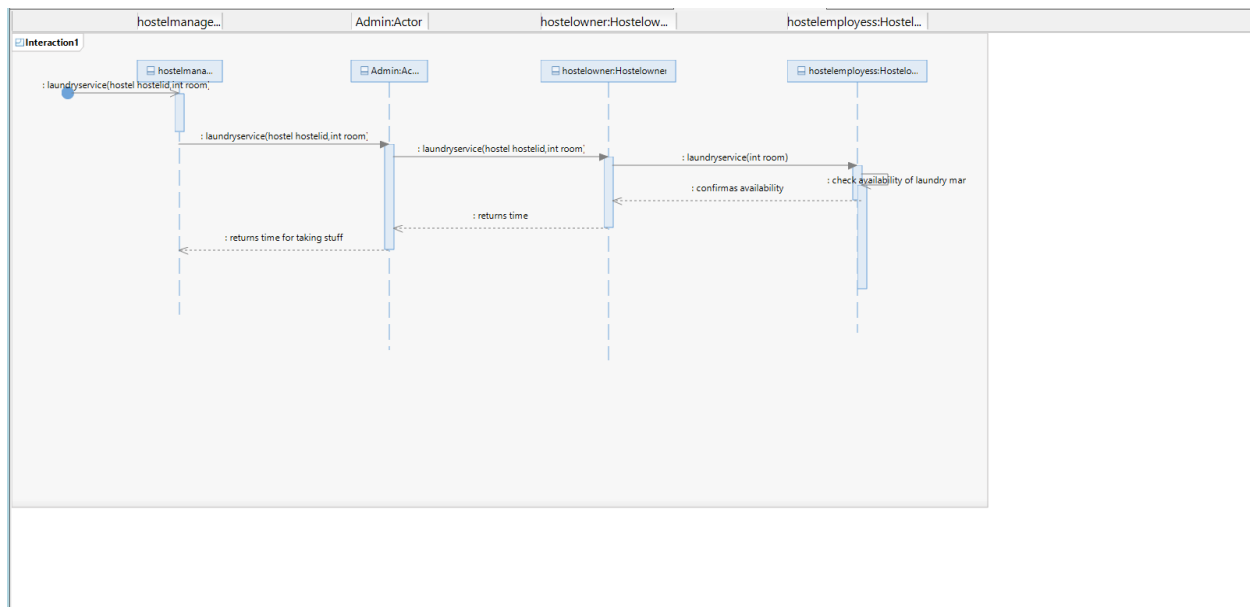 hostelmanage...
Admin:Actor
hostelowner:Hostelow...
hostelemployess:Hostel...
Interaction1
hostelmana...
Admin:Ac...
hostelowner:Hostelowner
hostelemployess:Hostelo...
: laundryservice(hostel hostelid,int room)
: laundryservice(hostel hostelid,int room)
: laundryservice(hostel hostelid,int room)
: laundryservice(int room)
: check availability of laundry mar
: confirmas availability
: returns time
: returns time for taking stuff